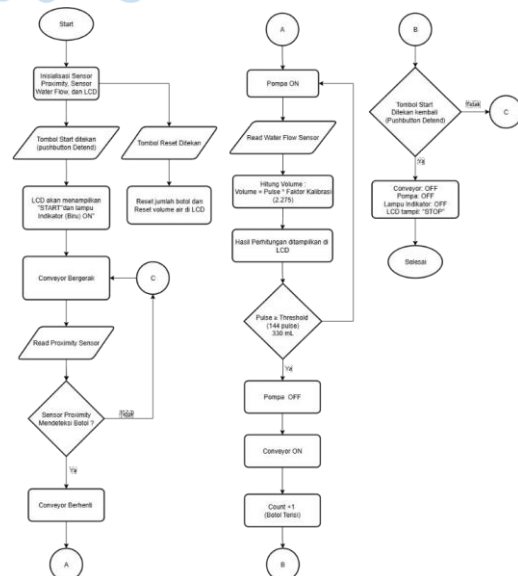 Start
Inisialisasi Sensor
Proximity, Sensor
Water Flow, dan LCD
Tombol Start ditekan
(pushbutton Detend)
Tombol Reset Ditekan
LCD akan menampilkan
"START"dan lampu
Indikator (Biru) ON"
Reset jumlah botol dan
Reset volume air di LCD
Conveyor Bergerak
C
Read Proximity Sensor
Sensor Proximity
Mendeteksi Botol ?
Ya
Conveyor Berhenti
A
A
Pompa ON
Read Water Flow Sensor
Hitung Volume :
Volume = Pulse * Faktor Kalibrasi
(2.275)
Hasil Perhitungan ditampilkan di
LCD
Pulse ≥ Threshold
(144 pulse)
330 mL
Ya
Pompa OFF
Conveyor ON
Count +1
(Botol Terisi)
B
B
Tombol Start
Ditekan kembali
(Pushbutton Detend)
Tidak
C
Ya
Conveyor: OFF
Pompa: OFF
Lampu Indikator: OFF
LCD tampil: "STOP"
Selesai